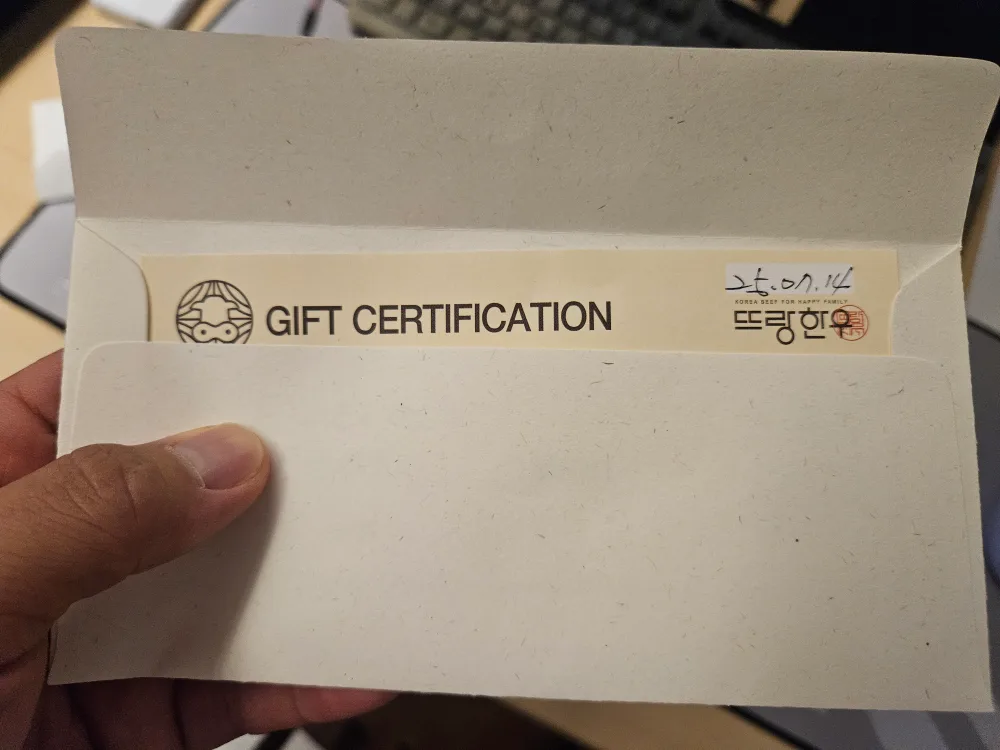 GIFT CERTIFICATION
25.07.14
KOREA BEEF FOR HAPPY FAMILY
뜨랑한우